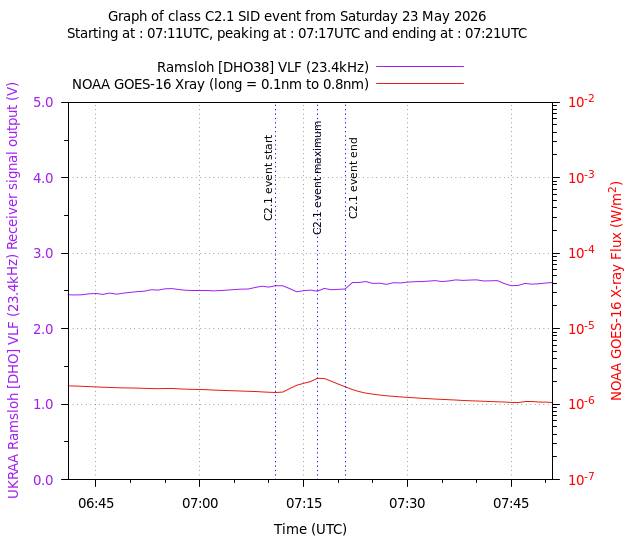 Graph of class C2.1 SID event from Saturday 23 May 2026
Starting at : 07:11UTC, peaking at : 07:17UTC and ending at : 07:21UTC
Ramsloh [DHO38] VLF (23.4kHz)
NOAA GOES-16 Xray (long = 0.1nm to 0.8nm)
UKRAA Ramsloh [DHO] VLF (23.4kHz) Receiver signal output (V)
5.0
4.0
3.0
2.0
1.0
0.0
C2.1 event start
C2.1 event maximum
C2.1 event end
10-2
10-3
10-4
10-5
10-6
10-7
NOAA GOES-16 X-ray Flux (W/m2)
06:45 07:00 07:15 07:30 07:45
Time (UTC)